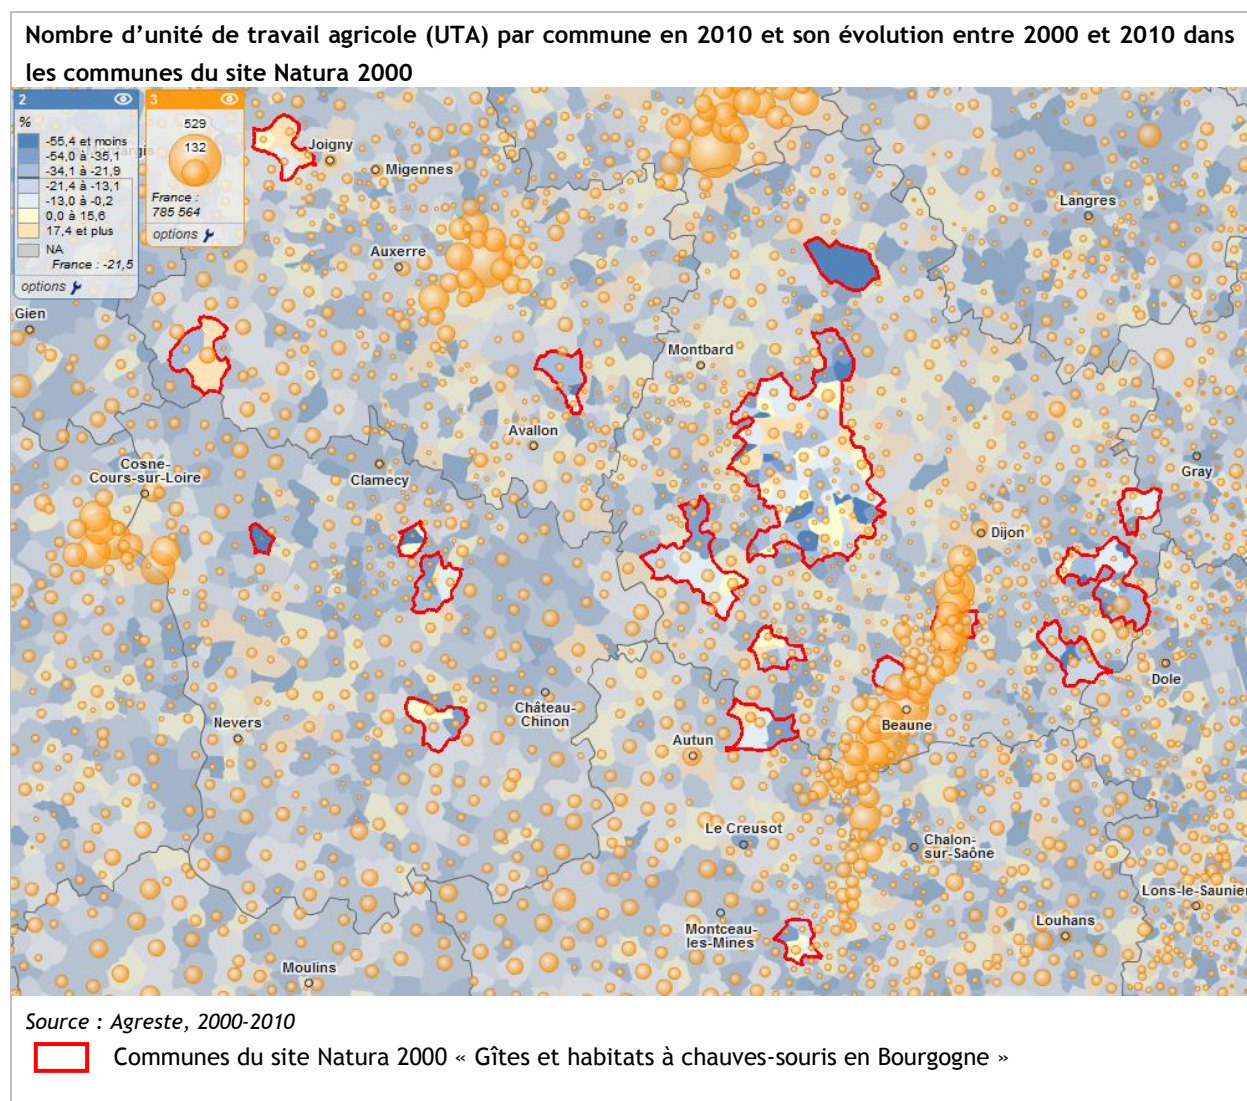 Nombre d’unité de travail agricole (UTA) par commune en 2010 et son évolution entre 2000 et 2010 dans
les communes du site Natura 2000
2
%
-55,4 et moins
-54,0 à -35,1
-34,1 à -21,9
-21,4 à -13,1
-13,0 à -0,2
0,0 à 15,6
17,4 et plus
NA
France : -21,5
options
3
529
132
France :
785 564
options
Joigny
Migennes
Langres
Auxerre
Gien
Montbard
Avallon
Cosne-
Cours-sur-Loire
Clamecy
Gray
Dijon
Dole
Château-
Chinon
Nevers
Beaune
Autun
Le Creusot
Chalon-
sur-Saône
Lons-le-Saunier
Louhans
Montceau-
les-Mines
Moulins
Source : Agreste, 2000-2010
Communes du site Natura 2000 « Gîtes et habitats à chauves-souris en Bourgogne »